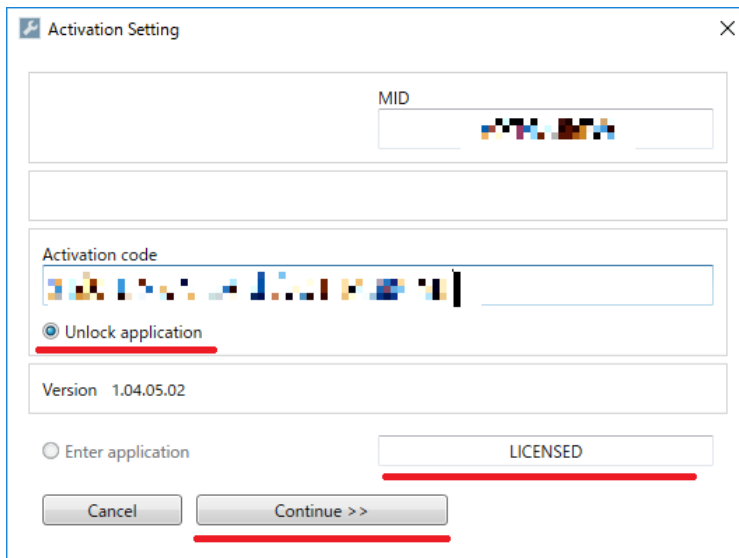 Activation Setting
MID
Activation code
Unlock application
Version 1.04.05.02
Enter application
LICENSED
Cancel
Continue >>